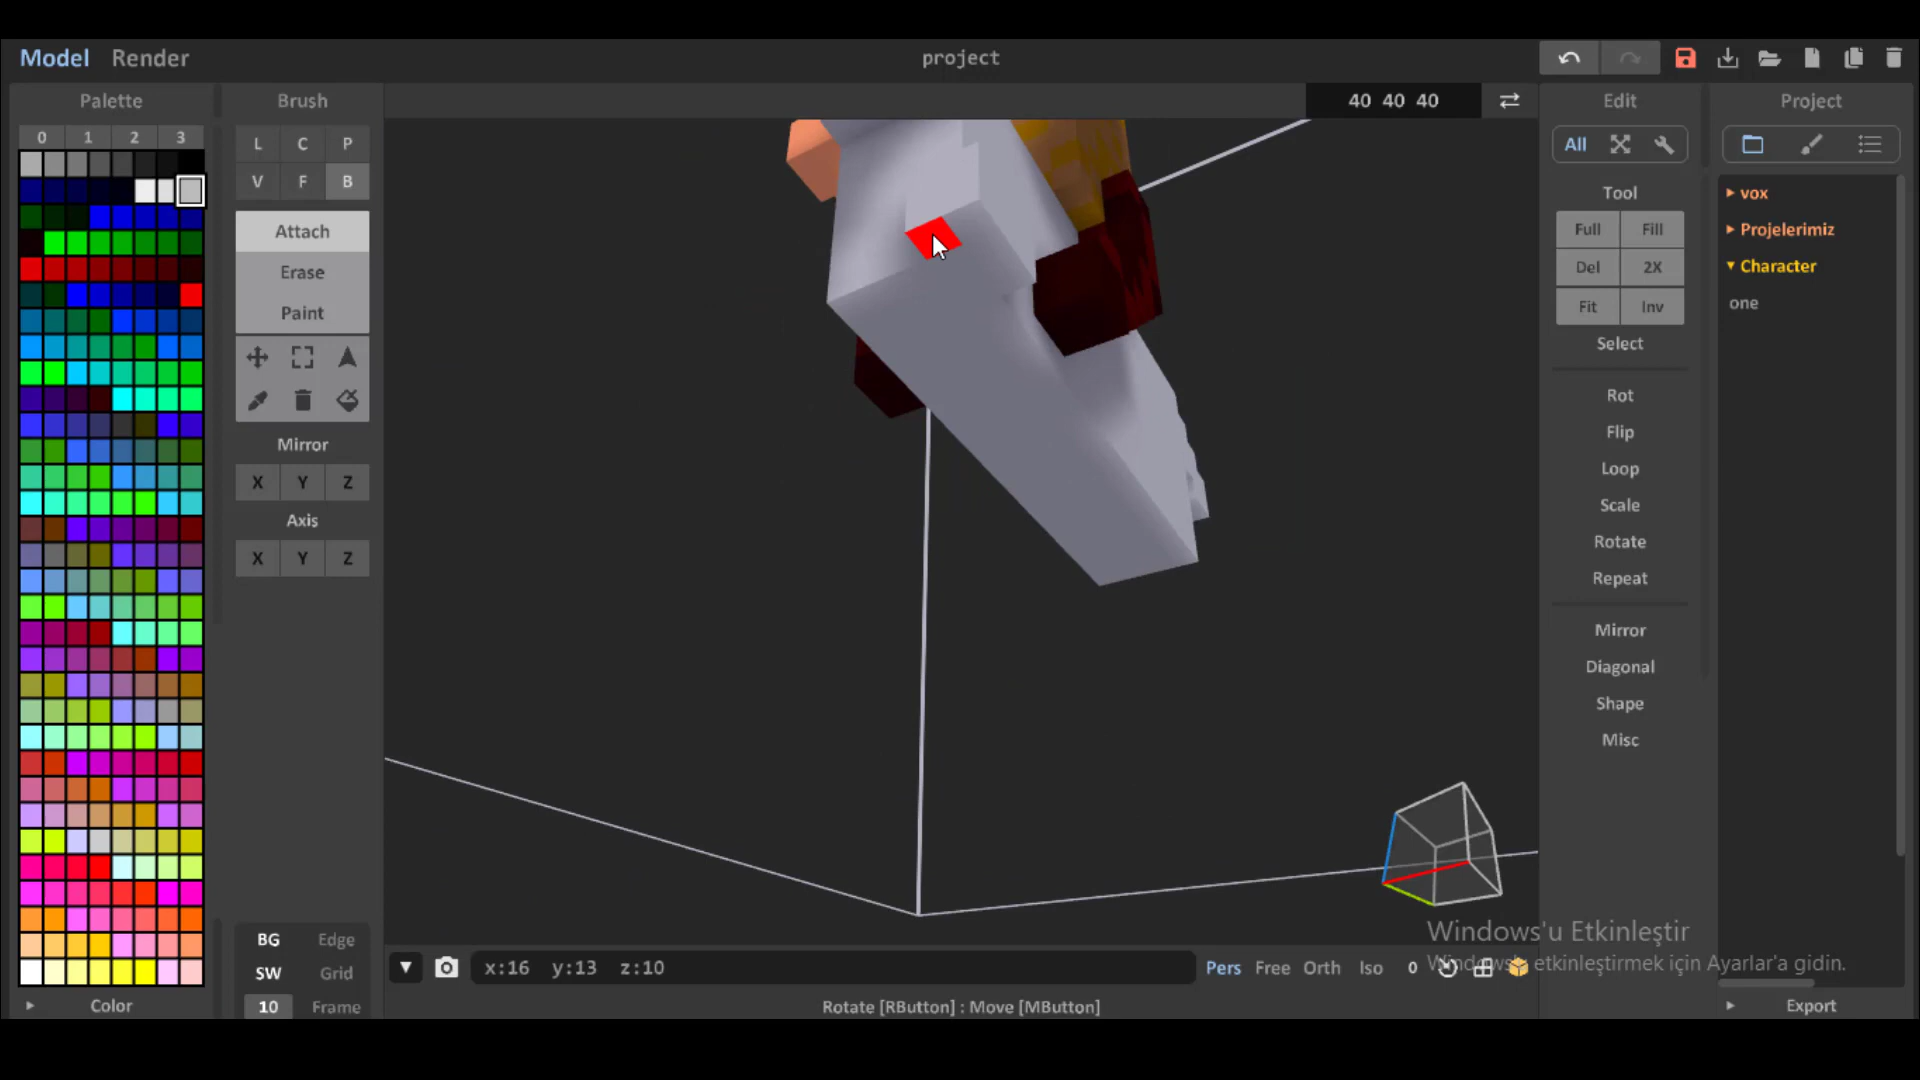 Model Render
project
Palette
0 1 2 3
Color
Brush
L C P
V F B
Attach
Erase
Paint
Mirror
X Y Z
Axis
X Y Z
BG Edge
SW Grid
10 Frame
40 40 40
x:16 y:13 z:10
Pers Free Orth Iso 0
Rotate [RButton] : Move [MButton]
Edit
All
Tool
Full Fill
Del 2X
Fit Inv
Select
Rot
Flip
Loop
Scale
Rotate
Repeat
Mirror
Diagonal
Shape
Misc
Project
vox
Projelerimiz
Character
one
Export
Windows'u Etkinleştir
Windows'u etkinleştirmek için Ayarlar'a gidin.